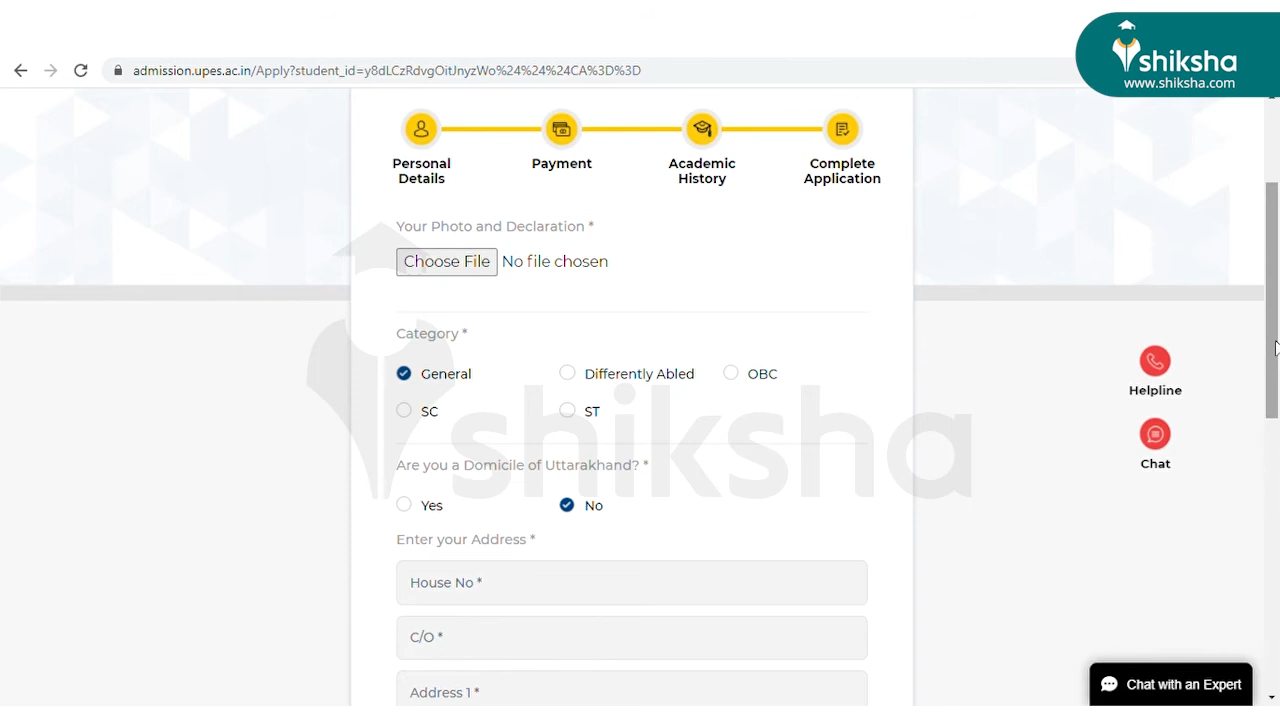 shiksha
www.shiksha.com
admission.upes.ac.in/Apply?student_id=y8dLCzRdvgOitJnyzWo%24%24%24CA%3D%3D
Personal Details
Payment
Academic History
Complete Application
Your Photo and Declaration *
Choose File No file chosen
Category *
General Differently Abled OBC
SC ST
shiksha
Are you a Domicile of Uttarakhand? *
Yes No
Enter your Address *
House No *
C/O *
Address 1 *
Helpline
Chat
Chat with an Expert